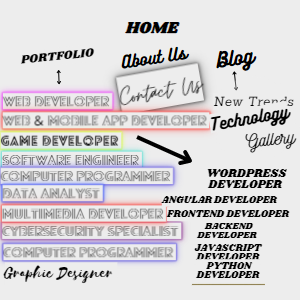 HOME
PORTFOLIO
About Us
Blog
Contact Us
WEB DEVELOPER
New Trends
WEB & MOBILE APP DEVELOPER
Technology
GAME DEVELOPER
Gallery
SOFTWARE ENGINEER
COMPUTER PROGRAMMER
WORDPRESS
DEVELOPER
DATA ANALYST
ANGULAR DEVELOPER
MULTIMEDIA DEVELOPER
FRONTEND DEVELOPER
CYBERSECURITY SPECIALIST
BACKEND
DEVELOPER
COMPUTER PROGRAMMER
JAVASCRIPT
DEVELOPER
PYTHON
DEVELOPER
Graphic Designer